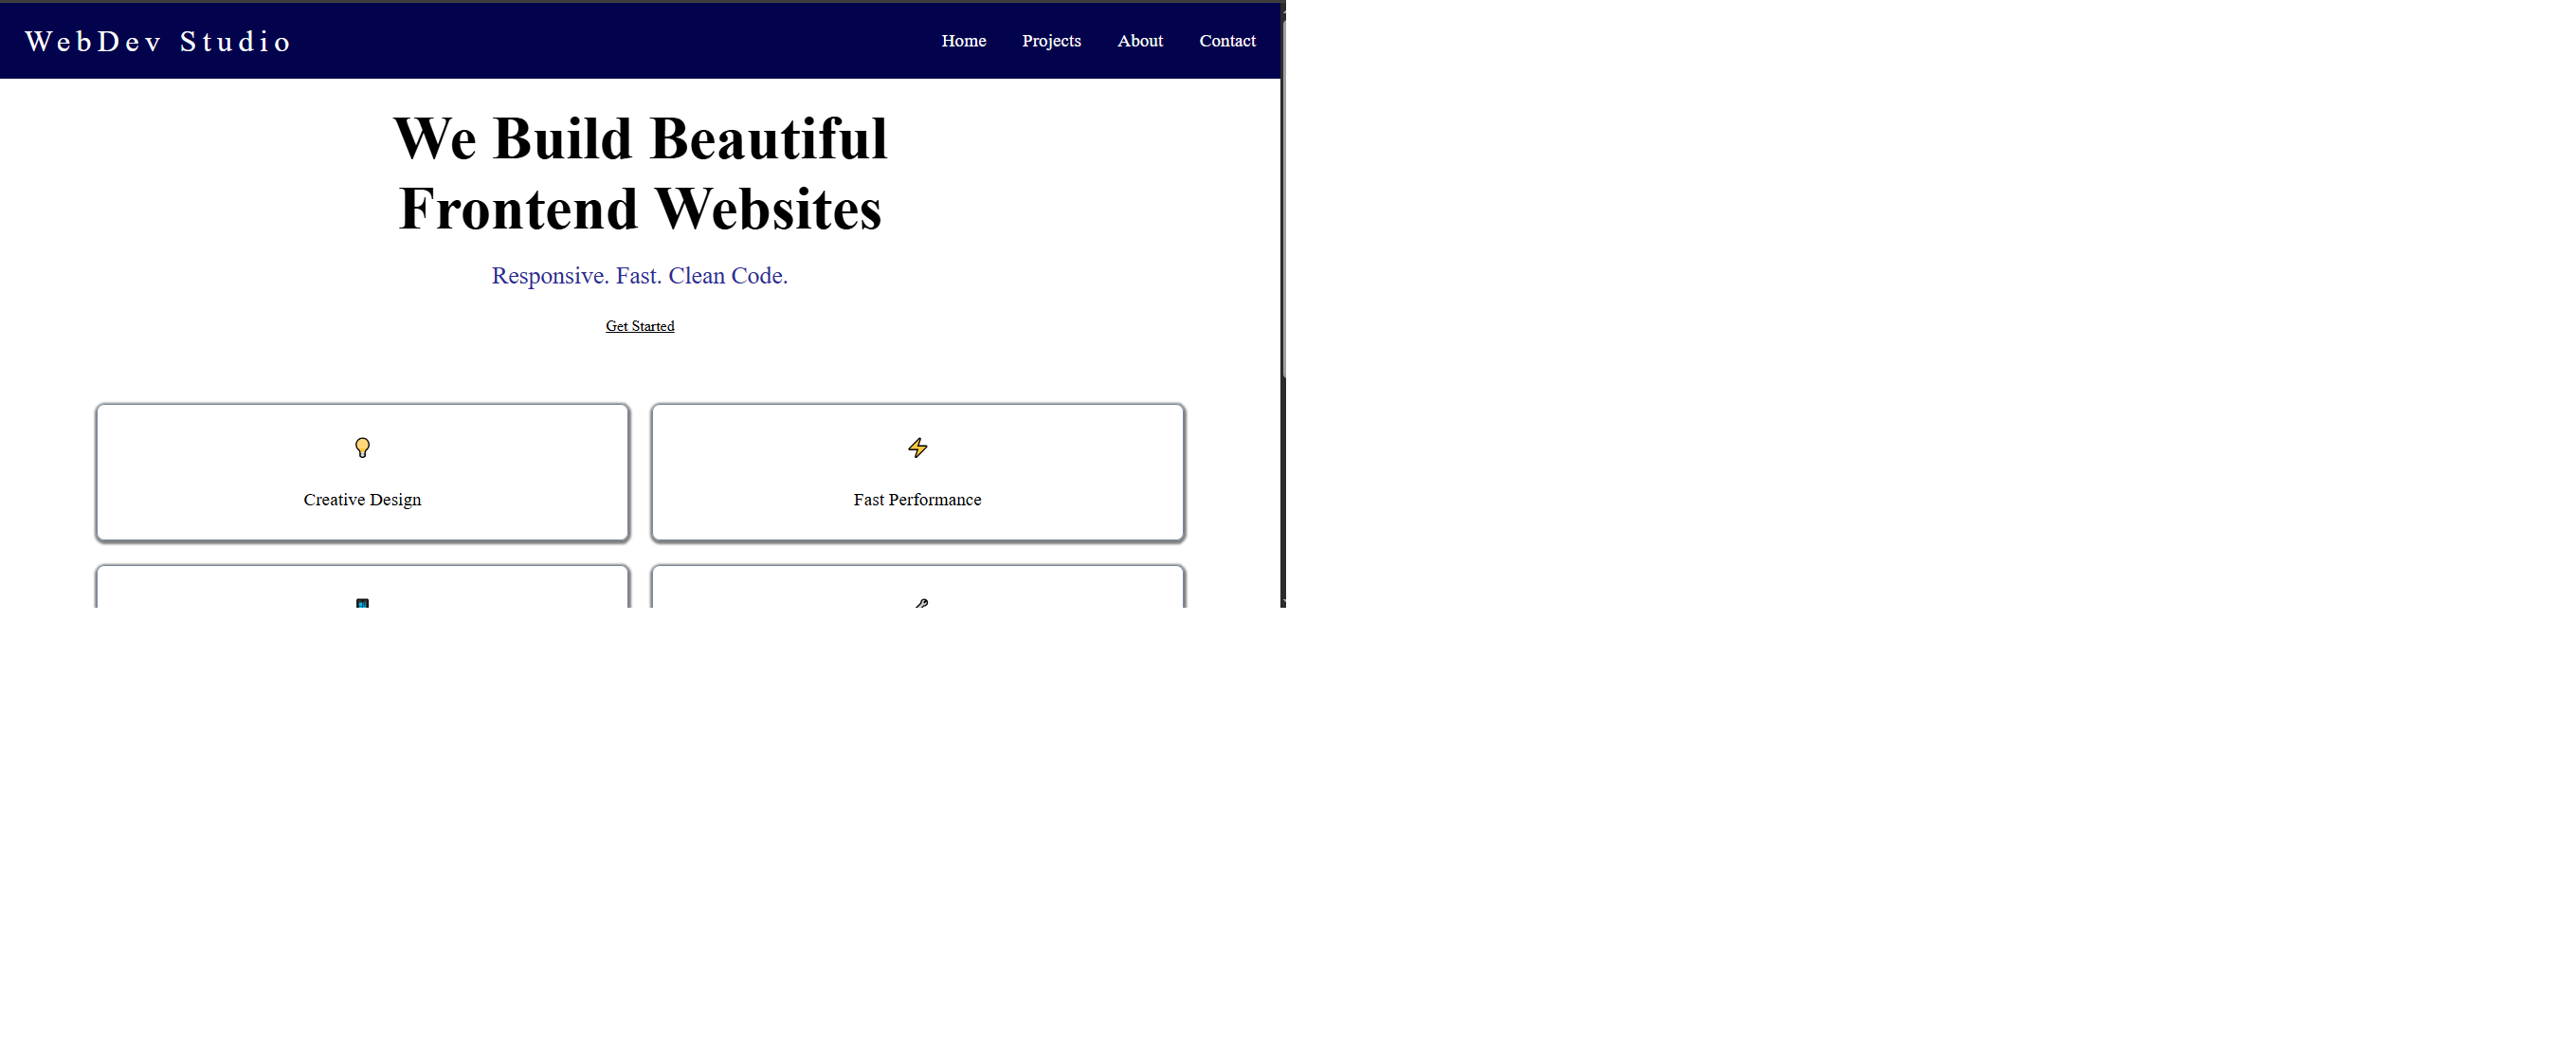 WebDev Studio
Home Projects About Contact
We Build Beautiful
Frontend Websites
Responsive. Fast. Clean Code.
Get Started
Creative Design
Fast Performance